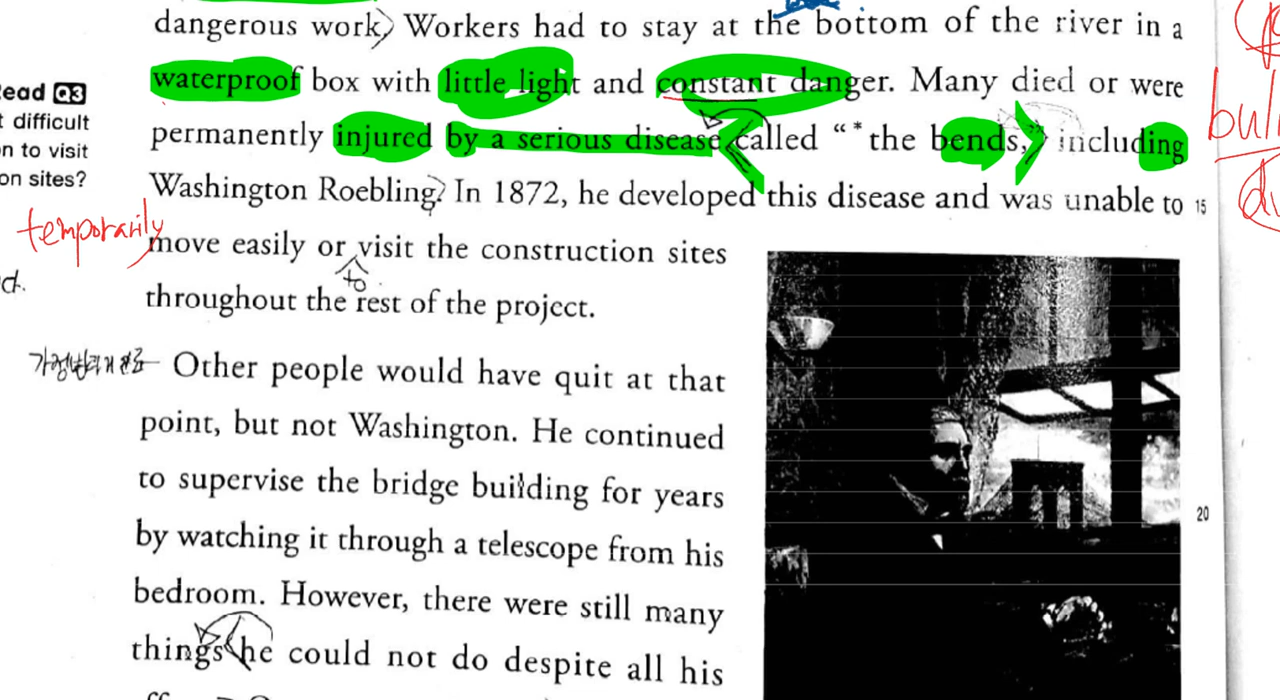 dangerous work. Workers had to stay at the bottom of the river in a
waterproof box with little light and constant danger. Many died or were
permanently injured by a serious disease called “*the bends,” including
Washington Roebling. In 1872, he developed this disease and was unable to 15
move easily or visit the construction sites
to
throughout the rest of the project.
Other people would have quit at that
point, but not Washington. He continued
to supervise the bridge building for years
by watching it through a telescope from his
bedroom. However, there were still many
things he could not do despite all his
ead Q3
difficult
n to visit
on sites?
temporarily
d.
20